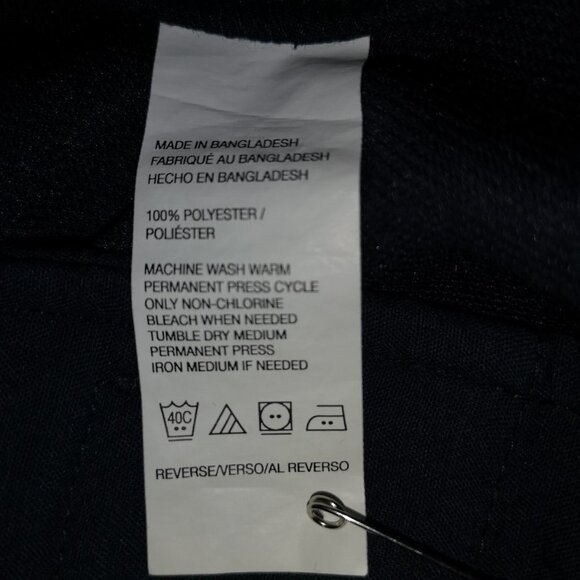 MADE IN BANGLADESH
FABRIQUÉ AU BANGLADESH
HECHO EN BANGLADESH
100% POLYESTER /
POLIÉSTER
MACHINE WASH WARM
PERMANENT PRESS CYCLE
ONLY NON-CHLORINE
BLEACH WHEN NEEDED
TUMBLE DRY MEDIUM
PERMANENT PRESS
IRON MEDIUM IF NEEDED
40C
REVERSE/VERSO/AL REVERSO